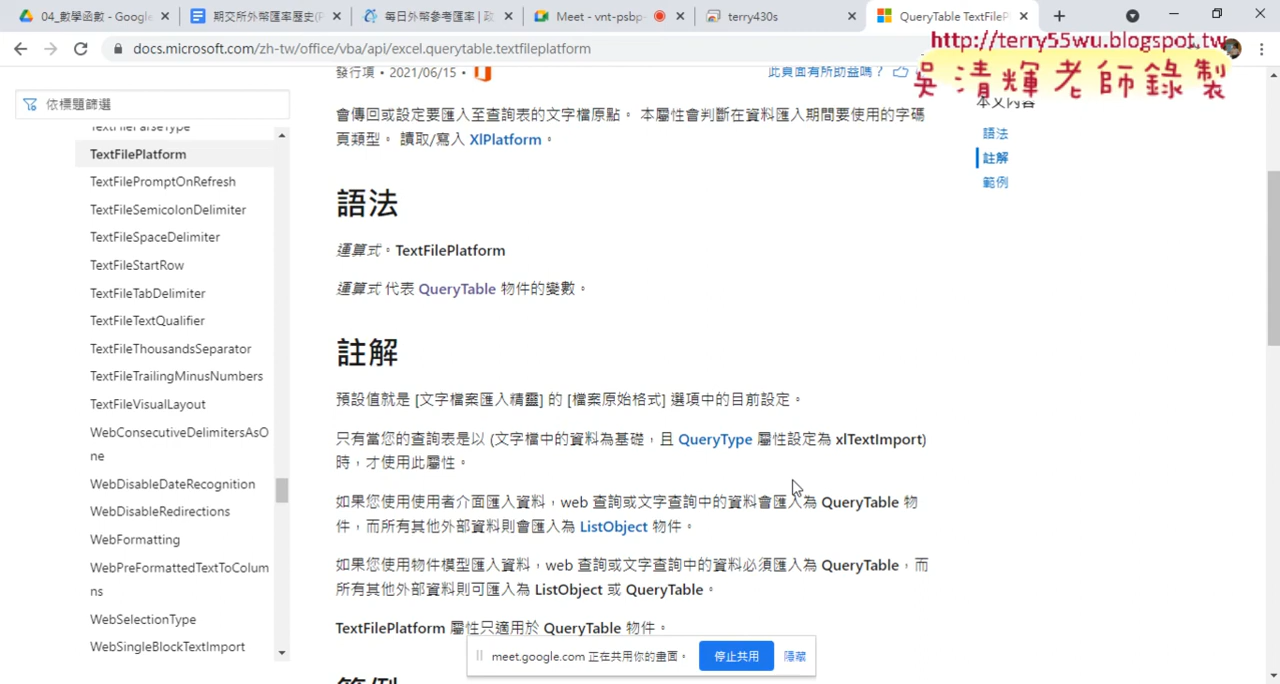 04_數學函數 - Google
期交所外幣匯率歷史(F
每日外幣參考匯率 | 政
Meet - vnt-psbp-
terry430s
QueryTable TextFileP
docs.microsoft.com/zh-tw/office/vba/api/excel.querytable.textfileplatform
http://terry55wu.blogspot.tw
吳清輝老師錄製
發行項 • 2021/06/15 •
此頁面有所助益嗎？
本文內容
語法
註解
範例
依標題篩選
TextFileParseType
TextFilePlatform
TextFilePromptOnRefresh
TextFileSemicolonDelimiter
TextFileSpaceDelimiter
TextFileStartRow
TextFileTabDelimiter
TextFileTextQualifier
TextFileThousandsSeparator
TextFileTrailingMinusNumbers
TextFileVisualLayout
WebConsecutiveDelimitersAsO
ne
WebDisableDateRecognition
WebDisableRedirections
WebFormatting
WebPreFormattedTextToColum
ns
WebSelectionType
WebSingleBlockTextImport
會傳回或設定要匯入至查詢表的文字檔原點。 本屬性會判斷在資料匯入期間要使用的字碼
頁類型。 讀取/寫入 XlPlatform。
語法
運算式。TextFilePlatform
運算式 代表 QueryTable 物件的變數。
註解
預設值就是 [文字檔案匯入精靈] 的 [檔案原始格式] 選項中的目前設定。
只有當您的查詢表是以 (文字檔中的資料為基礎，且 QueryType 屬性設定為 xlTextImport)
時，才使用此屬性。
如果您使用使用者介面匯入資料，web 查詢或文字查詢中的資料會匯入為 QueryTable 物
件，而所有其他外部資料則會匯入為 ListObject 物件。
如果您使用物件模型匯入資料，web 查詢或文字查詢中的資料必須匯入為 QueryTable，而
所有其他外部資料則可匯入為 ListObject 或 QueryTable。
TextFilePlatform 屬性只適用於 QueryTable 物件。
meet.google.com 正在共用你的畫面。
停止共用
隱藏
範例